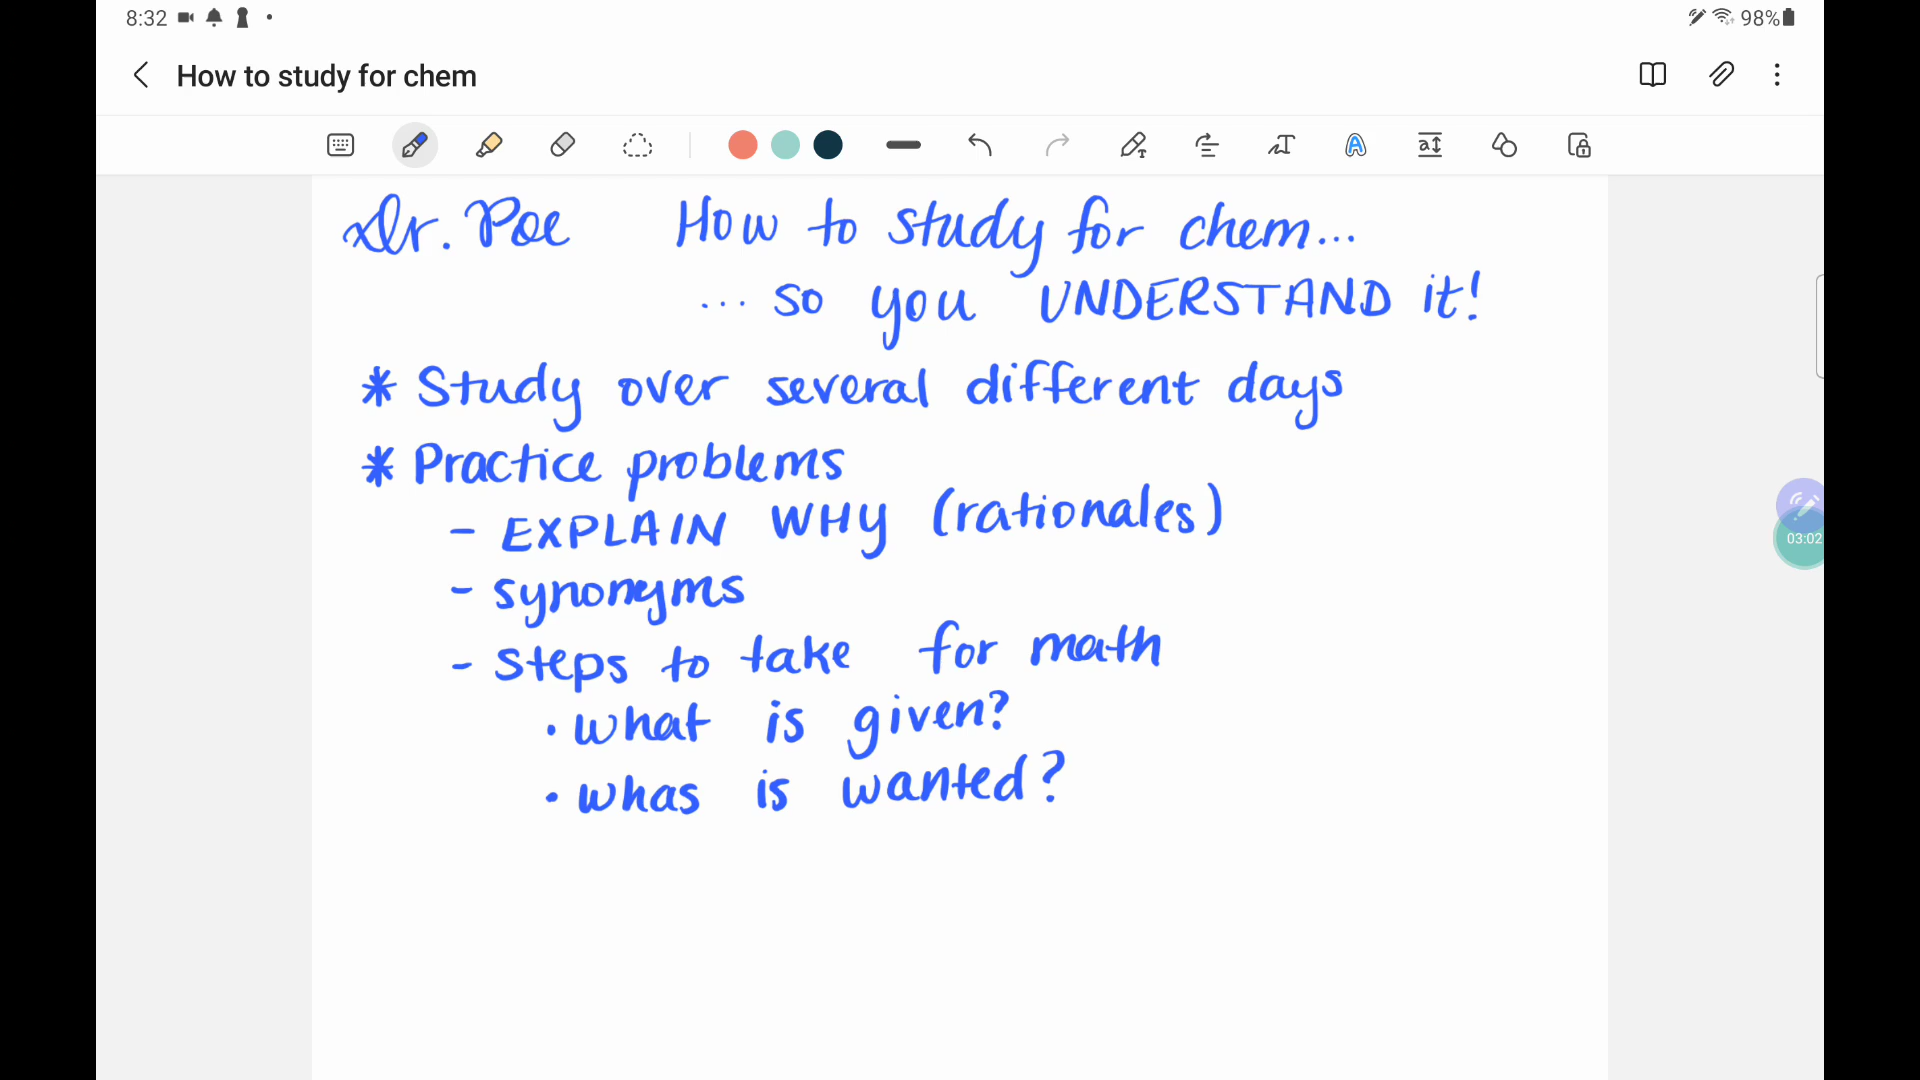 8:32 98%
How to study for chem
Dr. Poe How to study for chem...
... so you UNDERSTAND it!
* Study over several different days
* Practice problems
- EXPLAIN WHY (rationales)
- synonyms
- steps to take for math
• what is given?
• whas is wanted?
03:02